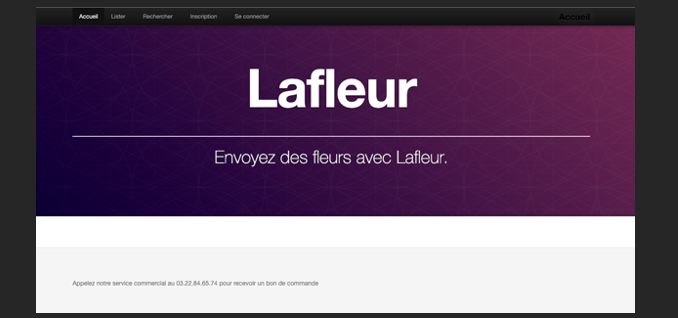 Accueil Lister Rechercher Inscription Se connecter Accueil
Lafleur
Envoyez des fleurs avec Lafleur.
Appelez notre service commercial au 03.22.84.65.74 pour recevoir un bon de commande